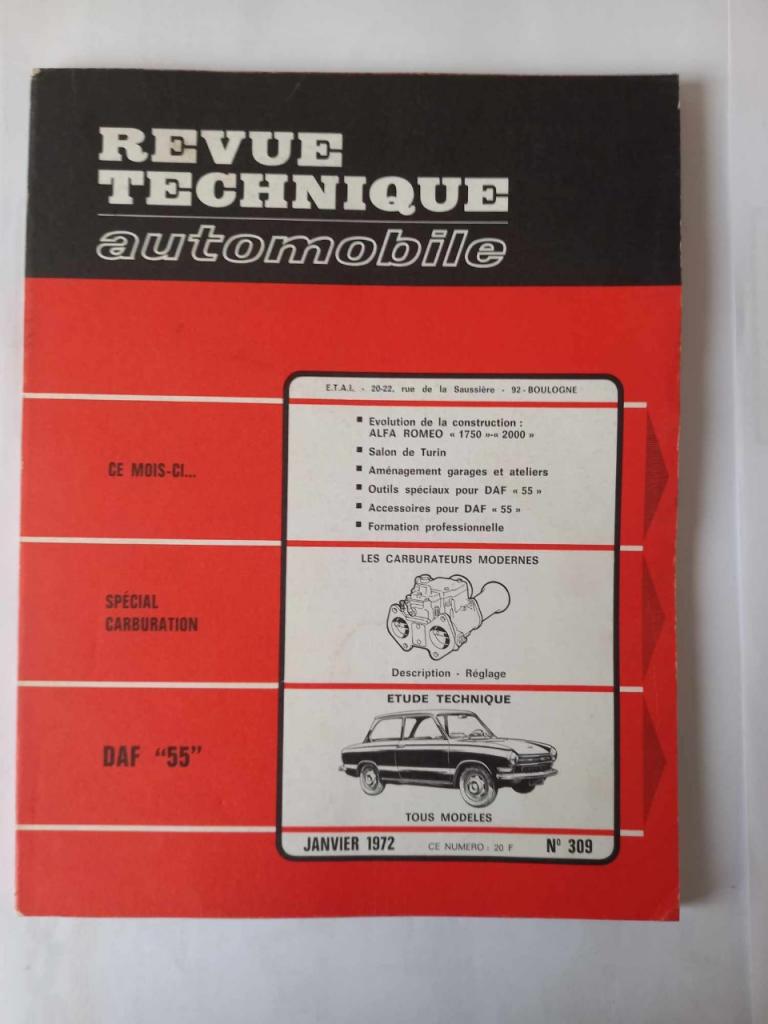 REVUE
TECHNIQUE
automobile
E.T.A.I. - 20-22, rue de la Saussière - 92 - BOULOGNE
CE MOIS-CI...
■ Evolution de la construction :
ALFA ROMEO « 1750 »-« 2000 »
■ Salon de Turin
■ Aménagement garages et ateliers
■ Outils spéciaux pour DAF « 55 »
■ Accessoires pour DAF « 55 »
■ Formation professionnelle
SPÉCIAL
CARBURATION
LES CARBURATEURS MODERNES
Description - Réglage
DAF "55"
ETUDE TECHNIQUE
TOUS MODELES
JANVIER 1972 CE NUMERO : 20 F N° 309